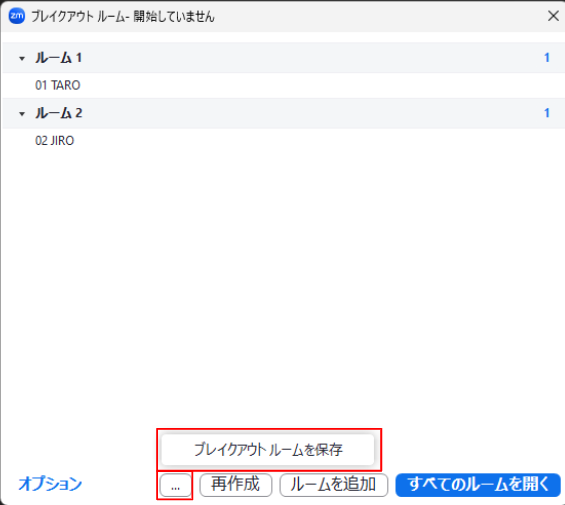 zm ブレイクアウト ルーム- 開始していません
ルーム 1 1
01 TARO
ルーム 2 1
02 JIRO
ブレイクアウト ルームを保存
オプション ... 再作成 ルームを追加 すべてのルームを開く